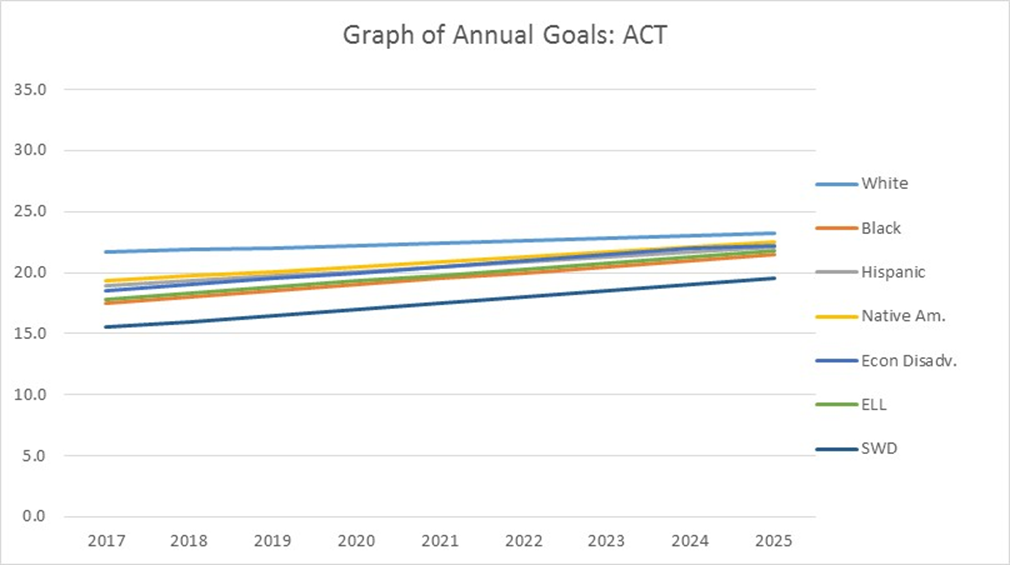 Graph of Annual Goals: ACT
35.0
30.0
25.0
20.0
15.0
10.0
5.0
0.0
2017 2018 2019 2020 2021 2022 2023 2024 2025
White
Black
Hispanic
Native Am.
Econ Disadv.
ELL
SWD